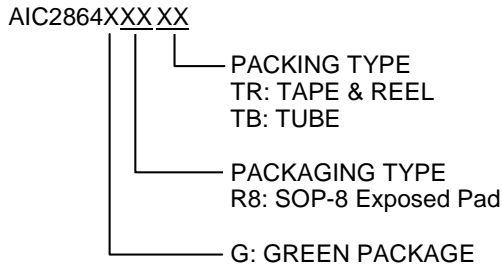 AIC2864XXX XX
PACKING TYPE
TR: TAPE & REEL
TB: TUBE
PACKAGING TYPE
R8: SOP-8 Exposed Pad
G: GREEN PACKAGE